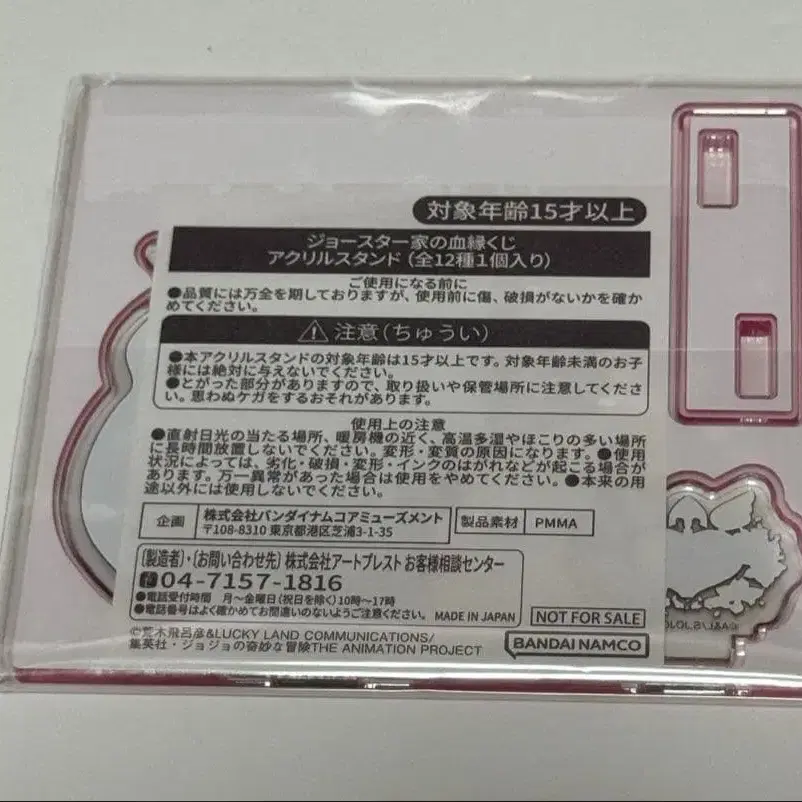 対象年齢15才以上
ジョースター家の血縁くじ
アクリルスタンド(全12種1個入り)
ご使用になる前に
●品質には万全を期しておりますが、使用前に傷、破損がないかを確か
めてください。
⚠注意(ちゅうい)
●本アクリルスタンドの対象年齢は15才以上です。対象年齢未満のお子
様には絶対に与えないでください。
●とがった部分がありますので、取り扱いや保管場所に注意してくださ
い。思わぬケガをするおそれがあります。
使用上の注意
●直射日光の当たる場所、暖房機の近く、高温多湿やほこりの多い場所
に長時間放置しないでください。変形・変質の原因になります。●使用
状況によっては、劣化・破損・変形・インクのはがれなどが起こる場合が
あります。万一異常があった場合は使用をやめてください。●本来の用
途以外には使用しないでください。
企画 株式会社バンダイナムコアミューズメント
〒108-8310 東京都港区芝浦3-1-35
製品素材 PMMA
〔製造者〕・〔お問い合わせ先〕株式会社アートプレスト お客様相談センター
04-7157-1816
●電話受付時間 月〜金曜日(祝日を除く)10時〜17時
●電話番号はよく確かめてお間違いのないようご注意ください。 MADE IN JAPAN
NOT FOR SALE
©荒木飛呂彦&LUCKY LAND COMMUNICATIONS/
集英社・ジョジョの奇妙な冒険THE ANIMATION PROJECT
BANDAI NAMCO